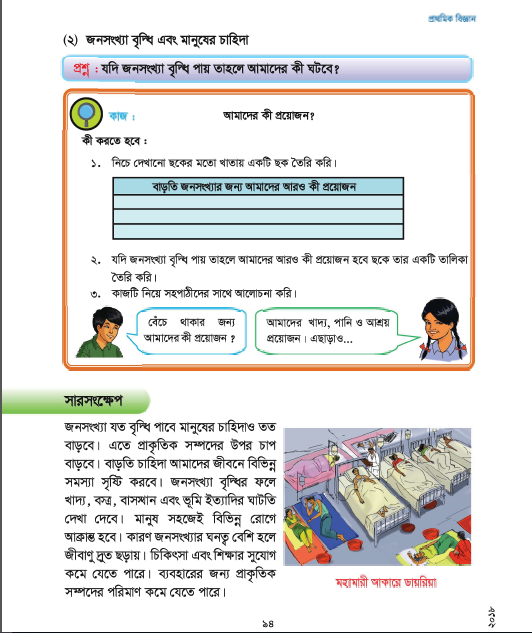 প্রাথমিক বিজ্ঞান
(২) জনসংখ্যা বৃদ্ধি এবং মানুষের চাহিদা
প্রশ্ন : যদি জনসংখ্যা বৃদ্ধি পায় তাহলে আমাদের কী ঘটবে?
কাজ :
আমাদের কী প্রয়োজন?
কী করতে হবে :
১. নিচে দেখানো ছকের মতো খাতায় একটি ছক তৈরি করি।
বাড়তি জনসংখ্যার জন্য আমাদের আরও কী প্রয়োজন
২. যদি জনসংখ্যা বৃদ্ধি পায় তাহলে আমাদের আরও কী প্রয়োজন হবে ছকে তার একটি তালিকা
তৈরি করি।
৩. কাজটি নিয়ে সহপাঠীদের সাথে আলোচনা করি।
বেঁচে থাকার জন্য
আমাদের কী প্রয়োজন ?
আমাদের খাদ্য, পানি ও আশ্রয়
প্রয়োজন। এছাড়াও...
সারসংক্ষেপ
জনসংখ্যা যত বৃদ্ধি পাবে মানুষের চাহিদাও তত
বাড়বে। এতে প্রাকৃতিক সম্পদের উপর চাপ
বাড়বে। বাড়তি চাহিদা আমাদের জীবনে বিভিন্ন
সমস্যা সৃষ্টি করবে। জনসংখ্যা বৃদ্ধির ফলে
খাদ্য, বস্ত্র, বাসস্থান এবং ভূমি ইত্যাদির ঘাটতি
দেখা দেবে। মানুষ সহজেই বিভিন্ন রোগে
আক্রান্ত হবে। কারণ জনসংখ্যার ঘনত্ব বেশি হলে
জীবাণু দ্রুত ছড়ায়। চিকিৎসা এবং শিক্ষার সুযোগ
কমে যেতে পারে। ব্যবহারের জন্য প্রাকৃতিক
সম্পদের পরিমাণ কমে যেতে পারে।
মহামারী আকারে ডায়রিয়া
৯৪
২০১৮